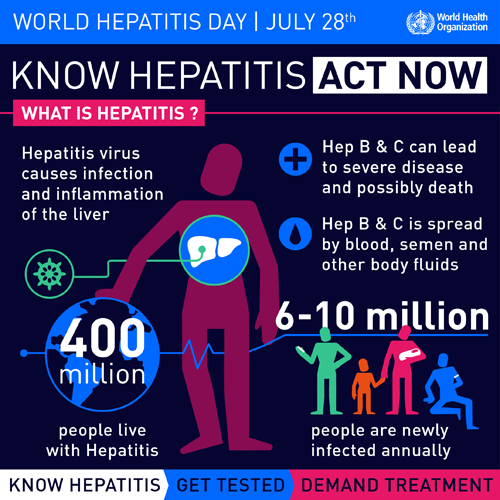 WORLD HEPATITIS DAY | JULY 28th
World Health
Organization
KNOW HEPATITIS ACT NOW
WHAT IS HEPATITIS ?
Hepatitis virus
causes infection
and inflammation
of the liver
Hep B & C can lead
to severe disease
and possibly death
Hep B & C is spread
by blood, semen and
other body fluids
400
million
people live
with Hepatitis
6-10 million
people are newly
infected annually
KNOW HEPATITIS GET TESTED DEMAND TREATMENT